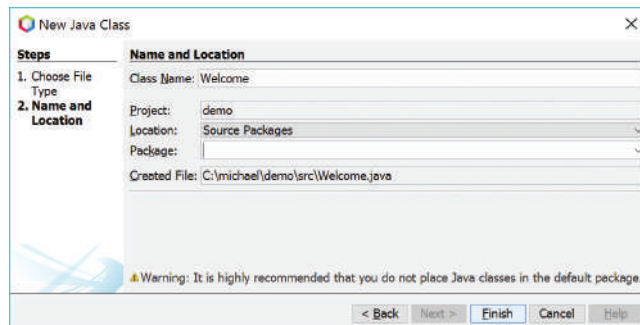 New Java Class
Steps
1. Choose File
Type
2. Name and
Location
Name and Location
Class Name: Welcome
Project: demo
Location: Source Packages
Package:
Created File: C:\michael\demo\src\Welcome.java
Warning: It is highly recommended that you do not place Java classes in the default package.
< Back Next > Finish Cancel Help